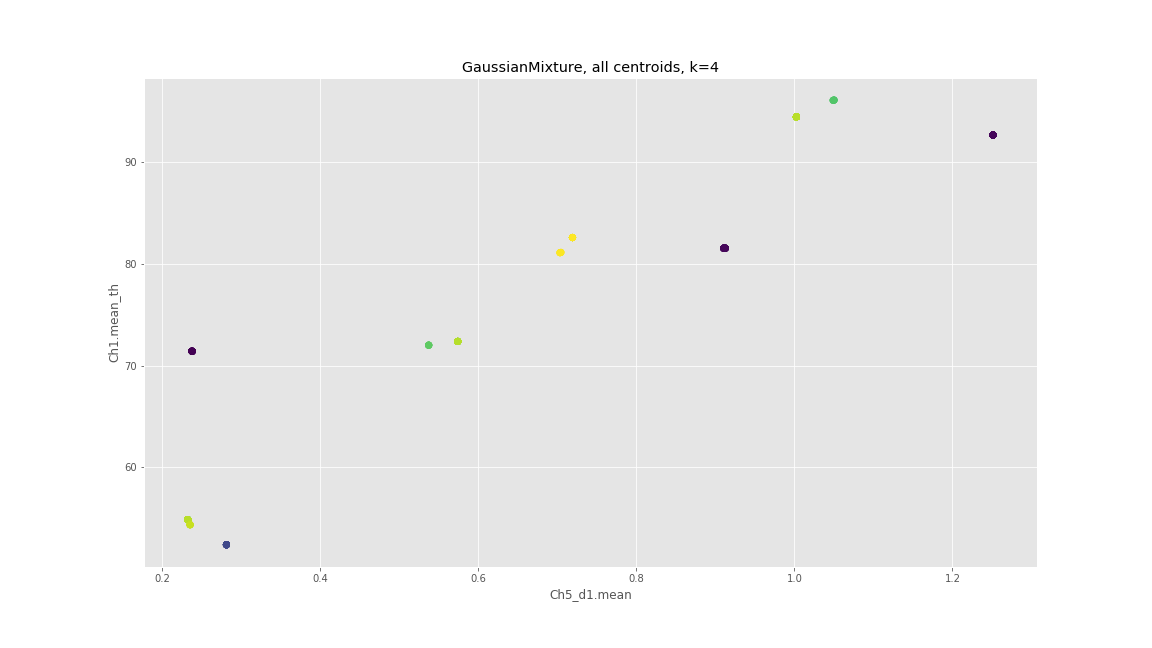 GaussianMixture, all centroids, k=4
90
80
70
60
Ch1.mean_th
0.2 0.4 0.6 0.8 1.0 1.2
Ch5_d1.mean